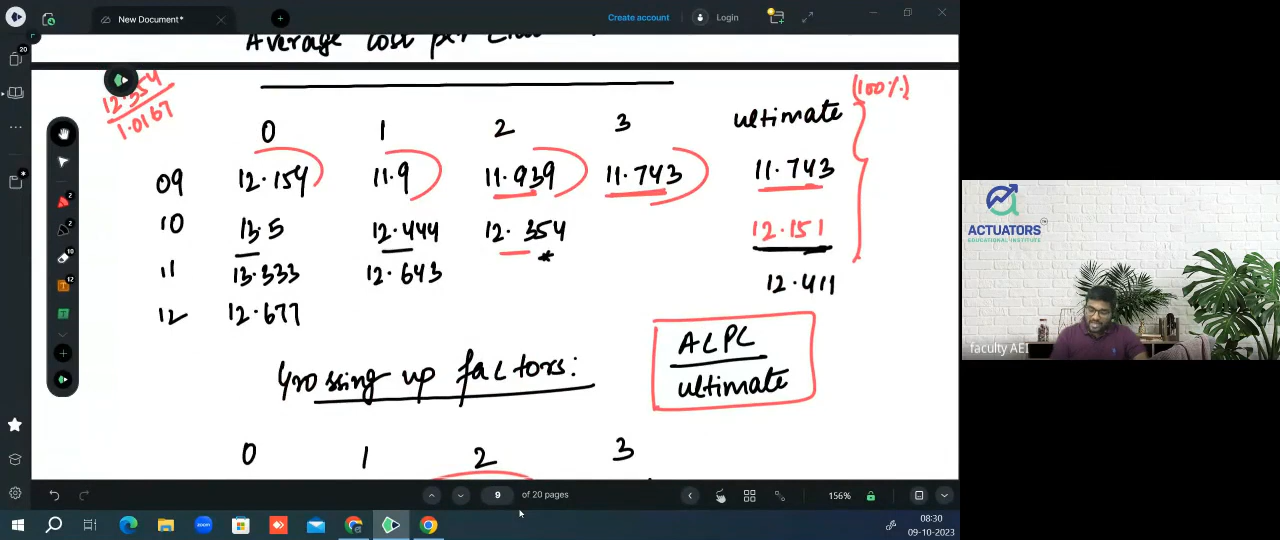 New Document*
Create account
Login
Average cost per
12.354
1.0167
(100%)
0 1 2 3 ultimate
09 12.154 11.9 11.939 11.743 11.743
10 13.5 12.444 12.354 12.151
*
11 13.333 12.643 12.411
12 12.677
ACPC
ultimate
Grossing up factors:
0 1 2 3
ACTUATORS
EDUCATIONAL INSTITUTE
faculty AEI
20
9 of 20 pages
156%
zoom
08:30
09-10-2023